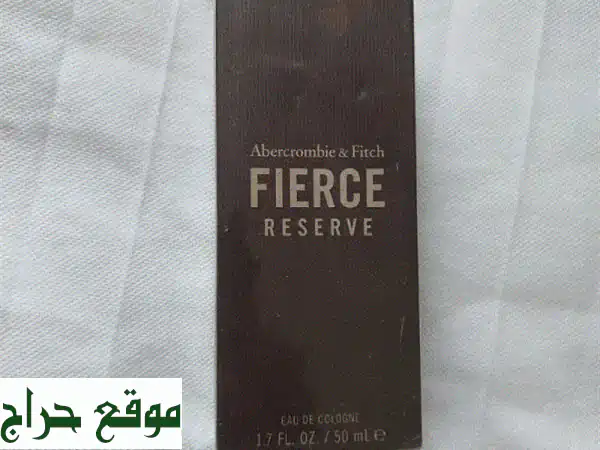 Abercrombie & Fitch
FIERCE
RESERVE
EAU DE COLOGNE
1.7 FL. OZ. / 50 mL ℮
موقع حراج